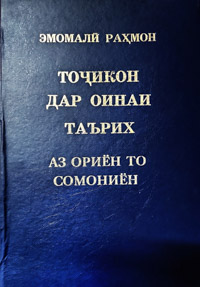 ЭМОМАЛӢ РАҲМОН
ТОҶИКОН
ДАР ОИНАИ
ТАЪРИХ
АЗ ОРИЁН ТО
СОМОНИЁН